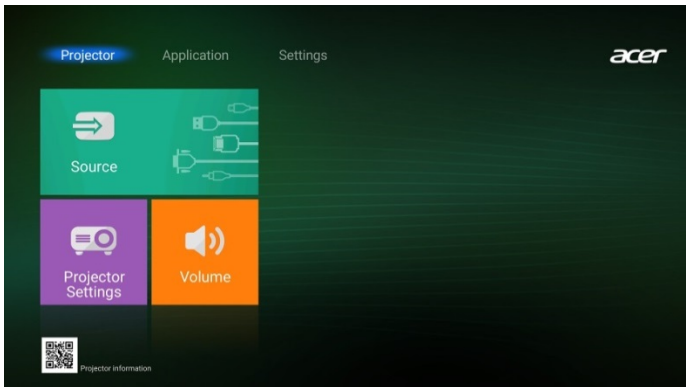 Projector Application Settings
acer
Source
Projector
Settings
Volume
Projector information